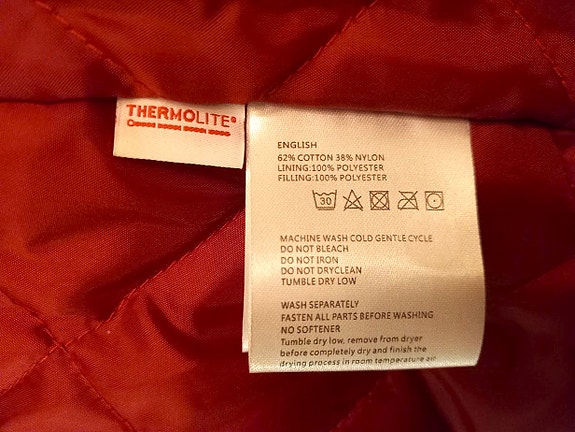 THERMOLITE®
ENGLISH
62% COTTON 38% NYLON
LINING:100% POLYESTER
FILLING:100% POLYESTER
30
MACHINE WASH COLD GENTLE CYCLE
DO NOT BLEACH
DO NOT IRON
DO NOT DRYCLEAN
TUMBLE DRY LOW
WASH SEPARATELY
FASTEN ALL PARTS BEFORE WASHING
NO SOFTENER
Tumble dry low, remove from dryer
before completely dry and finish the
drying process in room temperature air